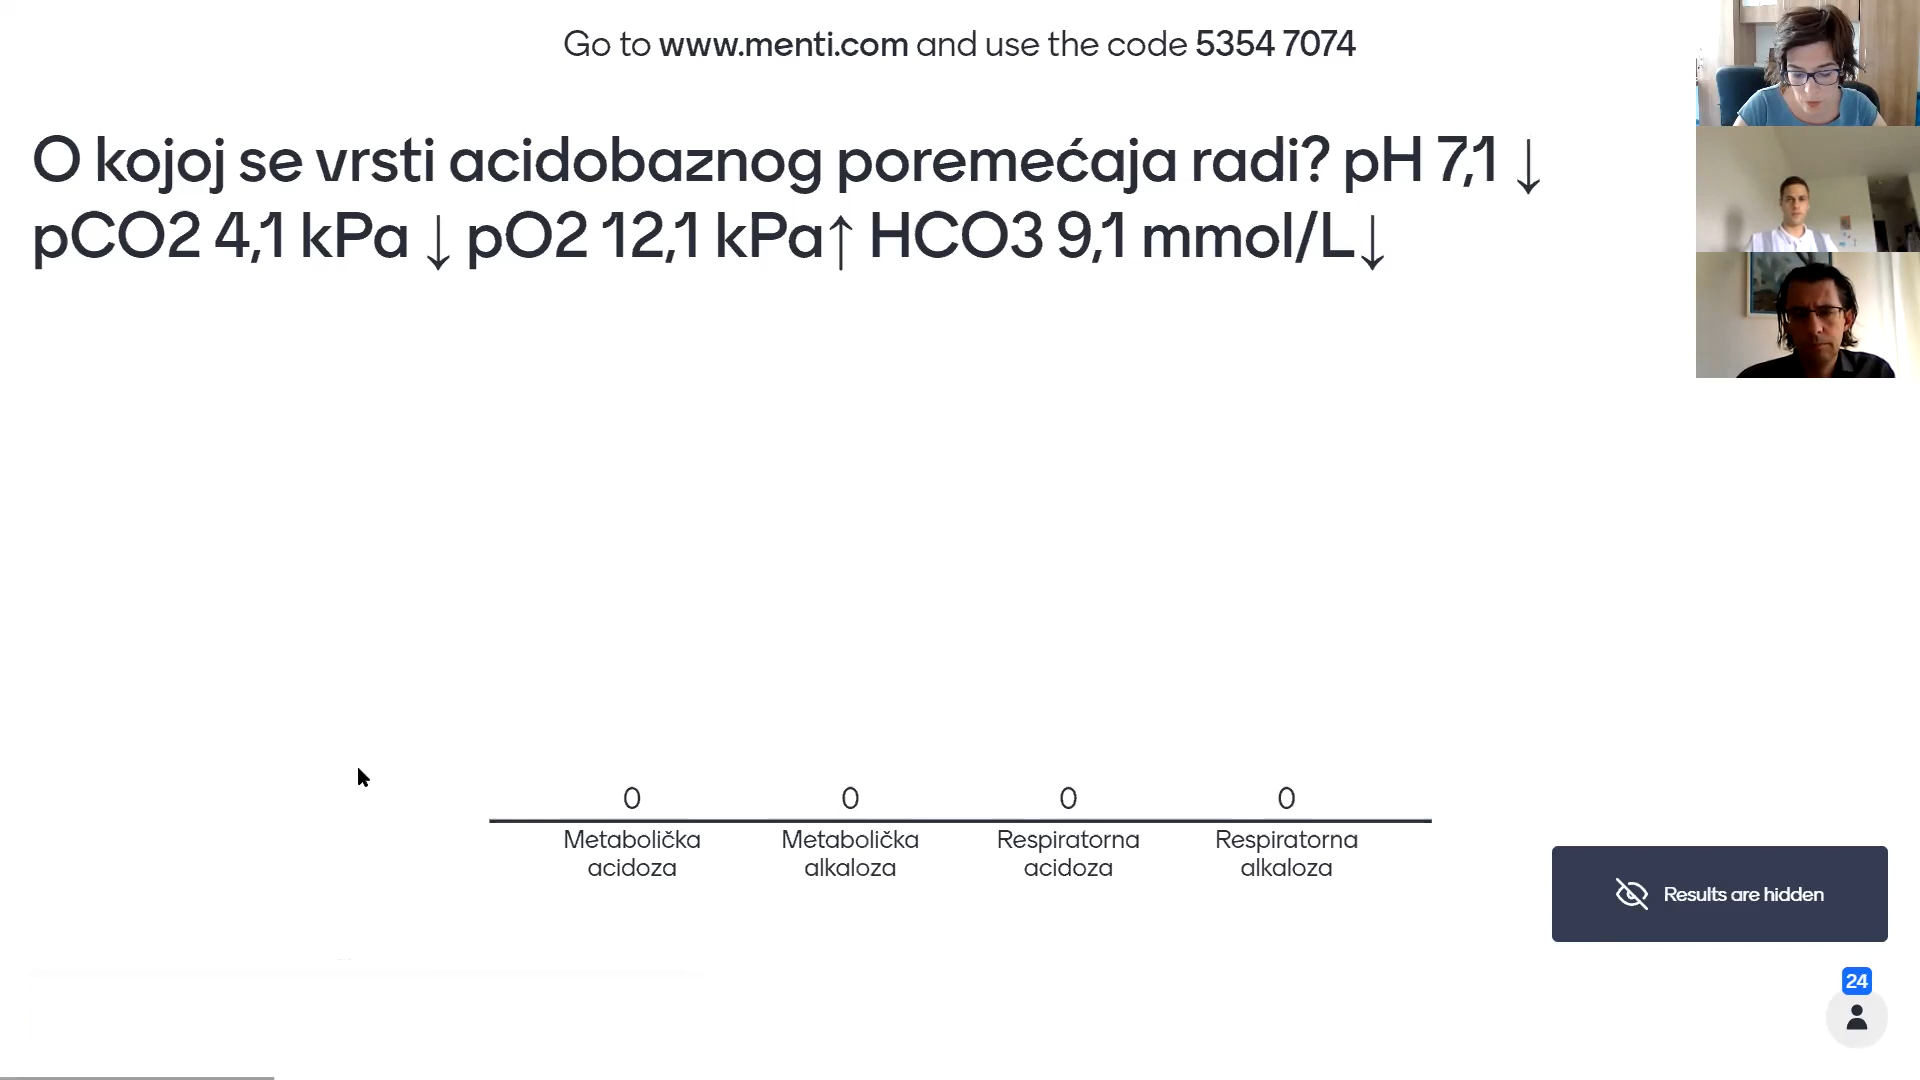 Go to www.menti.com and use the code 5354 7074
O kojoj se vrsti acidobaznog poremećaja radi? pH 7,1 ↓
pCO2 4,1 kPa ↓ pO2 12,1 kPa↑ HCO3 9,1 mmol/L↓
0 0 0 0
Metabolička Metabolička Respiratorna Respiratorna
acidoza alkaloza acidoza alkaloza
Results are hidden
24